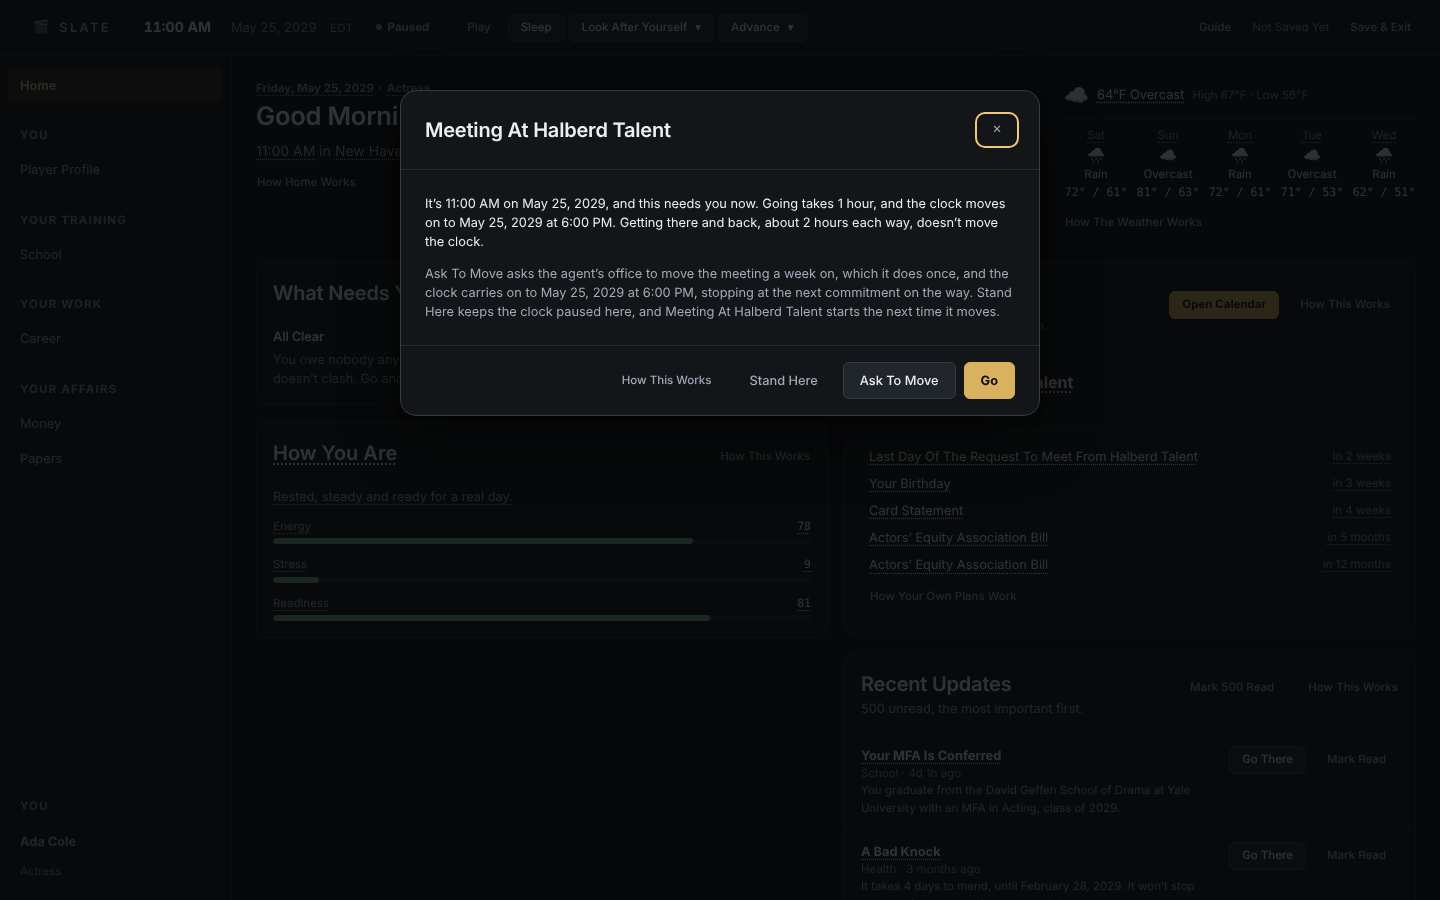 SLATE
11:00 AM
May 25, 2029
EDT
Paused
Play
Sleep
Look After Yourself ▾
Advance ▾
Guide
Not Saved Yet
Save & Exit
Home
YOU
Player Profile
YOUR TRAINING
School
YOUR WORK
Career
YOUR AFFAIRS
Money
Papers
YOU
Ada Cole
Actress
Friday, May 25, 2029 · Actress
Good Morni
11:00 AM in New Have
How Home Works
64°F Overcast
High 67°F · Low 56°F
Sat Sun Mon Tue Wed
Rain Overcast Rain Overcast Rain
72° / 61° 81° / 63° 72° / 61° 71° / 53° 62° / 51°
How The Weather Works
Meeting At Halberd Talent
×
It's 11:00 AM on May 25, 2029, and this needs you now. Going takes 1 hour, and the clock moves
on to May 25, 2029 at 6:00 PM. Getting there and back, about 2 hours each way, doesn't move
the clock.
Ask To Move asks the agent's office to move the meeting a week on, which it does once, and the
clock carries on to May 25, 2029 at 6:00 PM, stopping at the next commitment on the way. Stand
Here keeps the clock paused here, and Meeting At Halberd Talent starts the next time it moves.
How This Works
Stand Here
Ask To Move
Go
What Needs Y
All Clear
You owe nobody any
doesn't clash. Go and
Open Calendar
How This Works
alent
How You Are
How This Works
Rested, steady and ready for a real day.
Energy 78
Stress 9
Readiness 81
Last Day Of The Request To Meet From Halberd Talent in 2 weeks
Your Birthday in 3 weeks
Card Statement in 4 weeks
Actors' Equity Association Bill in 5 months
Actors' Equity Association Bill in 12 months
How Your Own Plans Work
Recent Updates
Mark 500 Read
How This Works
500 unread, the most important first.
Your MFA Is Conferred
School · 4d 1h ago
You graduate from the David Geffen School of Drama at Yale
University with an MFA in Acting, class of 2029.
Go There
Mark Read
A Bad Knock
Health · 3 months ago
It takes 4 days to mend, until February 28, 2029. It won't stop
Go There
Mark Read